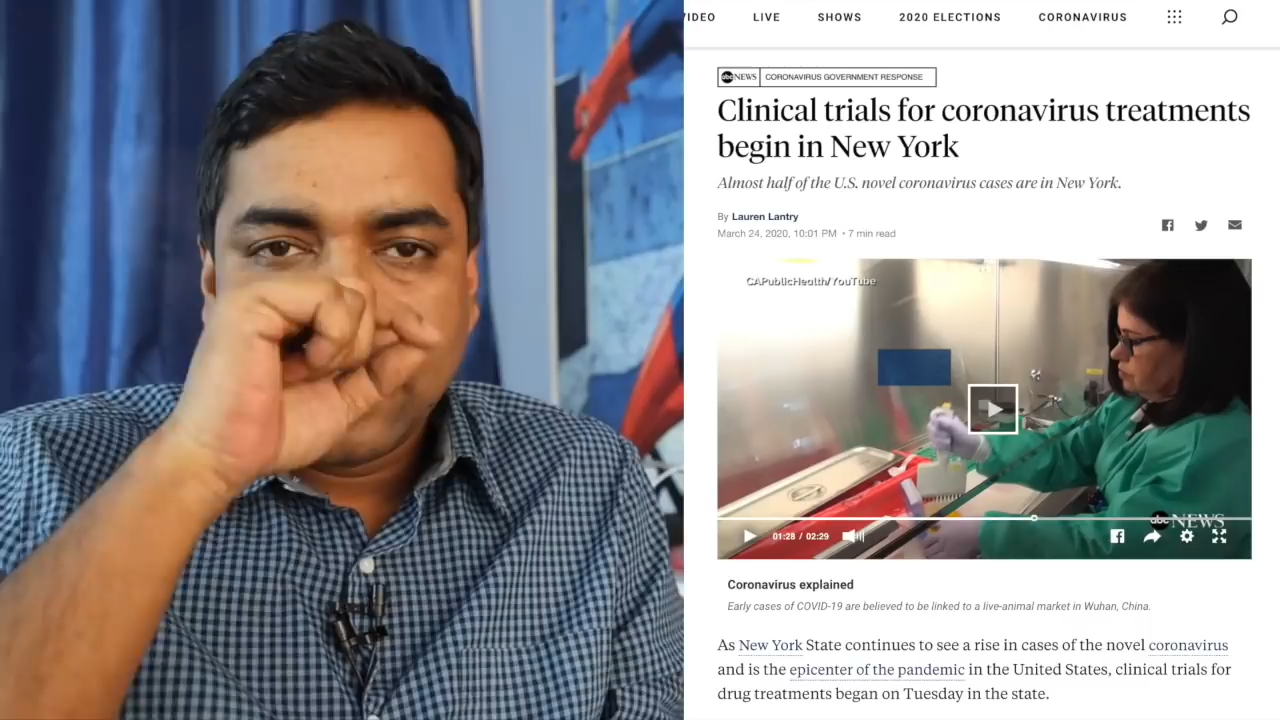 VIDEO LIVE SHOWS 2020 ELECTIONS CORONAVIRUS
abc NEWS CORONAVIRUS GOVERNMENT RESPONSE
Clinical trials for coronavirus treatments
begin in New York
Almost half of the U.S. novel coronavirus cases are in New York.
By Lauren Lantry
March 24, 2020, 10:01 PM • 7 min read
CAPublicHealth/YouTube
abc NEWS
01:28 / 02:29
Coronavirus explained
Early cases of COVID-19 are believed to be linked to a live-animal market in Wuhan, China.
As New York State continues to see a rise in cases of the novel coronavirus
and is the epicenter of the pandemic in the United States, clinical trials for
drug treatments began on Tuesday in the state.